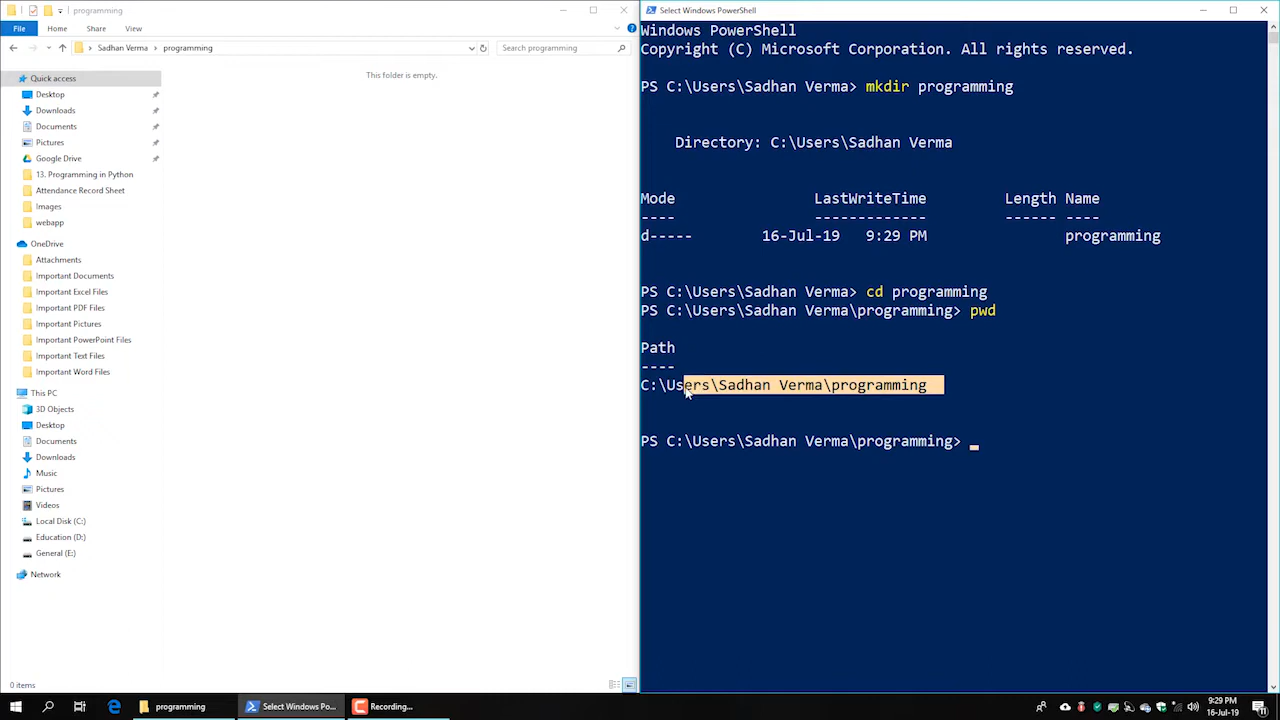 programming
File Home Share View
Sadhan Verma > programming
Search programming
Quick access
Desktop
Downloads
Documents
Pictures
Google Drive
13. Programming in Python
Attendance Record Sheet
Images
webapp
OneDrive
Attachments
Important Documents
Important Excel Files
Important PDF Files
Important Pictures
Important PowerPoint Files
Important Text Files
Important Word Files
This PC
3D Objects
Desktop
Documents
Downloads
Music
Pictures
Videos
Local Disk (C:)
Education (D:)
General (E:)
Network
This folder is empty.
0 items
Select Windows PowerShell
Windows PowerShell
Copyright (C) Microsoft Corporation. All rights reserved.
PS C:\Users\Sadhan Verma> mkdir programming
Directory: C:\Users\Sadhan Verma
Mode LastWriteTime Length Name
---- ------------- ------ ----
d----- 16-Jul-19 9:29 PM programming
PS C:\Users\Sadhan Verma> cd programming
PS C:\Users\Sadhan Verma\programming> pwd
Path
----
C:\Users\Sadhan Verma\programming
PS C:\Users\Sadhan Verma\programming> _
programming
Select Windows Po...
Recording...
9:29 PM
16-Jul-19